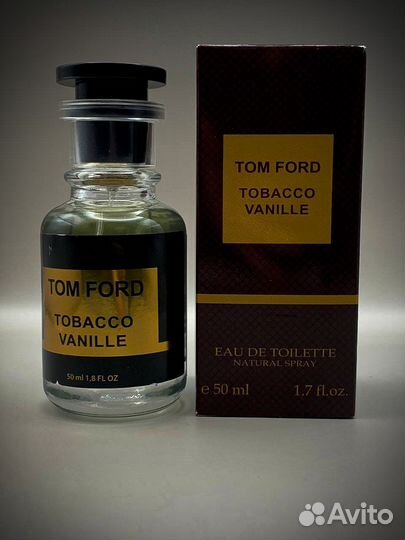 TOM FORD
TOBACCO
VANILLE
50 ml 1,8 FL OZ
TOM FORD
TOBACCO
VANILLE
EAU DE TOILETTE
NATURAL SPRAY
e 50 ml 1.7 fl.oz.
Avito